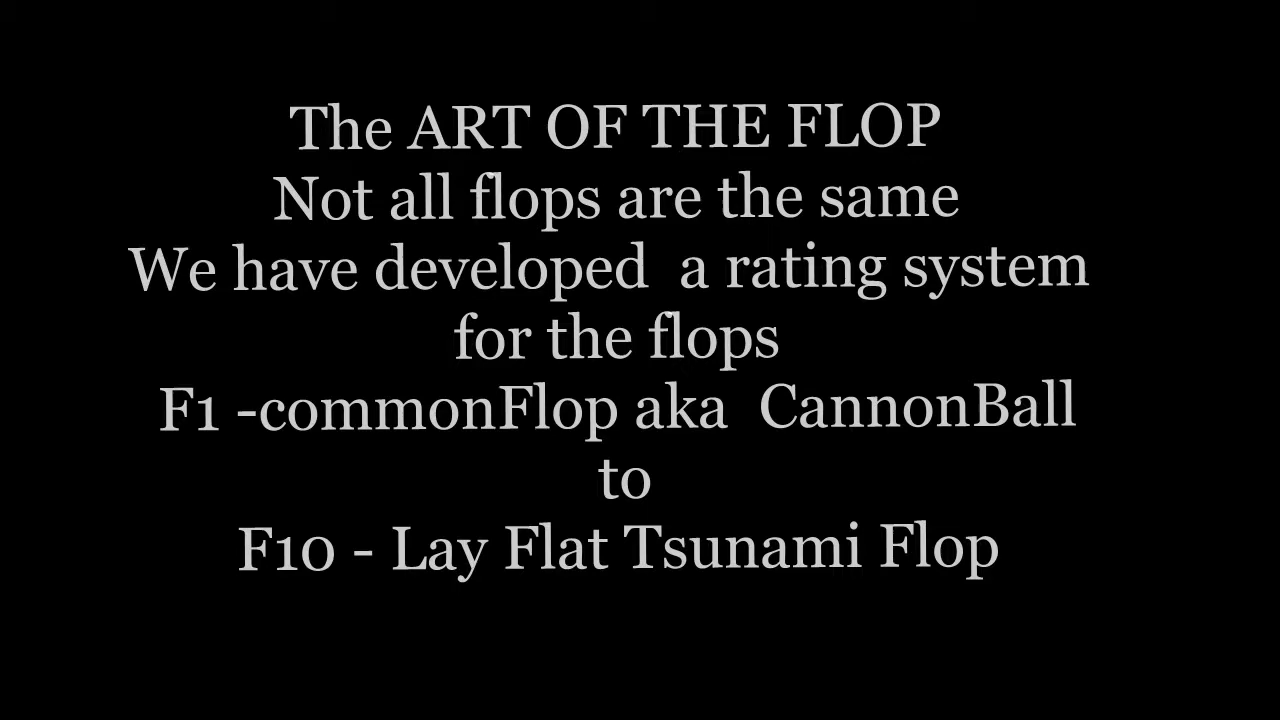 The ART OF THE FLOP
Not all flops are the same
We have developed  a rating system
for the flops
F1 -commonFlop aka  CannonBall
to
F10 - Lay Flat Tsunami Flop